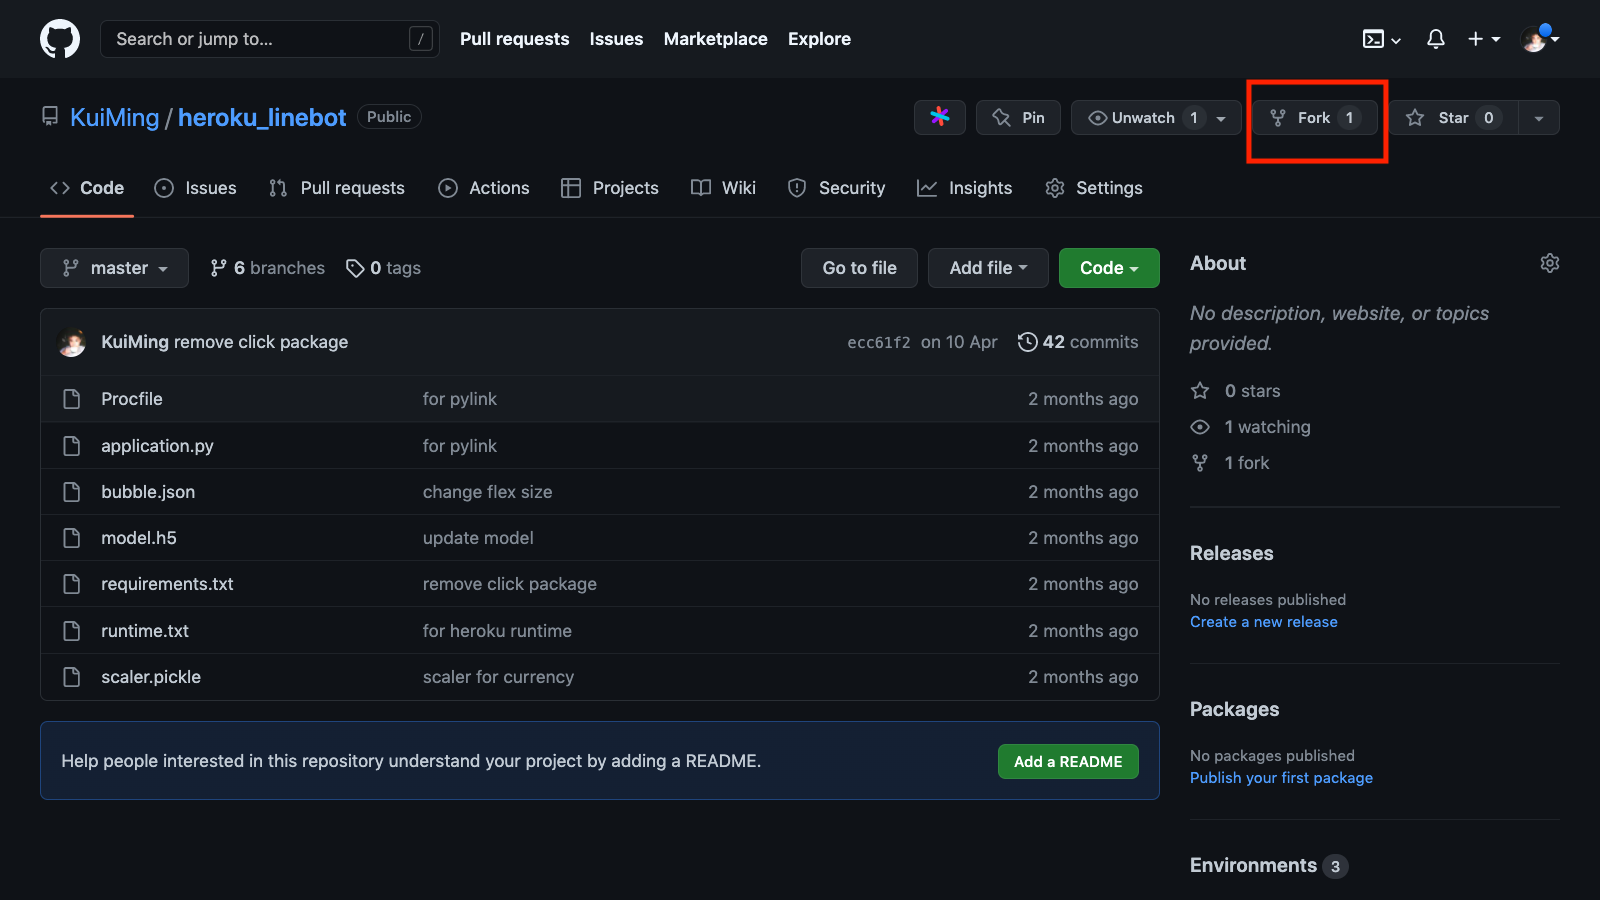 Search or jump to... /
Pull requests Issues Marketplace Explore
KuiMing / heroku_linebot Public
Pin Unwatch 1 Fork 1 Star 0
Code Issues Pull requests Actions Projects Wiki Security Insights Settings
master 6 branches 0 tags Go to file Add file Code
KuiMing remove click package ecc61f2 on 10 Apr 42 commits
Procfile for pylink 2 months ago
application.py for pylink 2 months ago
bubble.json change flex size 2 months ago
model.h5 update model 2 months ago
requirements.txt remove click package 2 months ago
runtime.txt for heroku runtime 2 months ago
scaler.pickle scaler for currency 2 months ago
Help people interested in this repository understand your project by adding a README. Add a README
About
No description, website, or topics
provided.
0 stars
1 watching
1 fork
Releases
No releases published
Create a new release
Packages
No packages published
Publish your first package
Environments 3